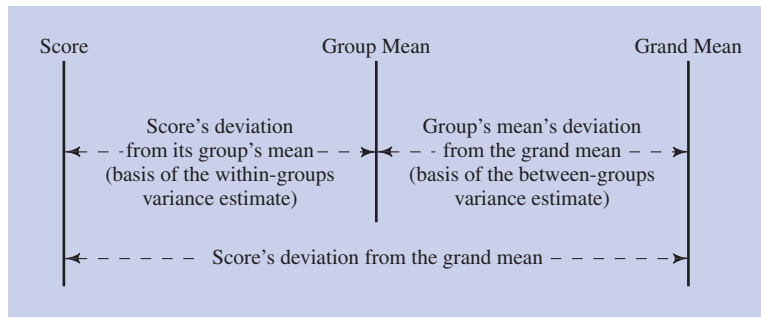 Score
Group Mean
Grand Mean
Score's deviation
from its group's mean
(basis of the within-groups
variance estimate)
Group's mean's deviation
from the grand mean
(basis of the between-groups
variance estimate)
Score's deviation from the grand mean